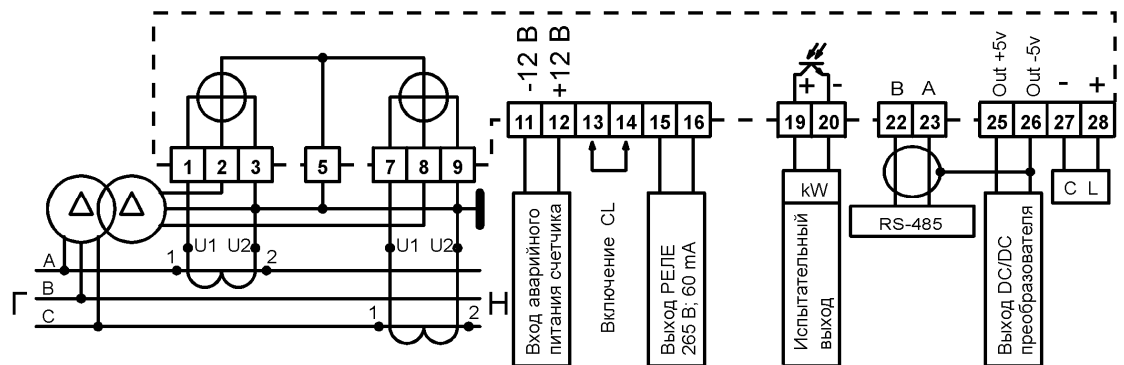 -12 В
+12 В
Out +5v
Out -5v
-
+
+
-
B
A
1
2
3
5
7
8
9
11
12
13
14
15
16
19
20
22
23
25
26
27
28
kW
C L
RS-485
U1
U2
U1
U2
A
1
2
B
C
1
2
Г
Н
Вход аварийного
питания счетчика
Включение CL
Выход РЕЛЕ
265 В; 60 mA
Испытательный
выход
Выход DC/DC
преобразователя